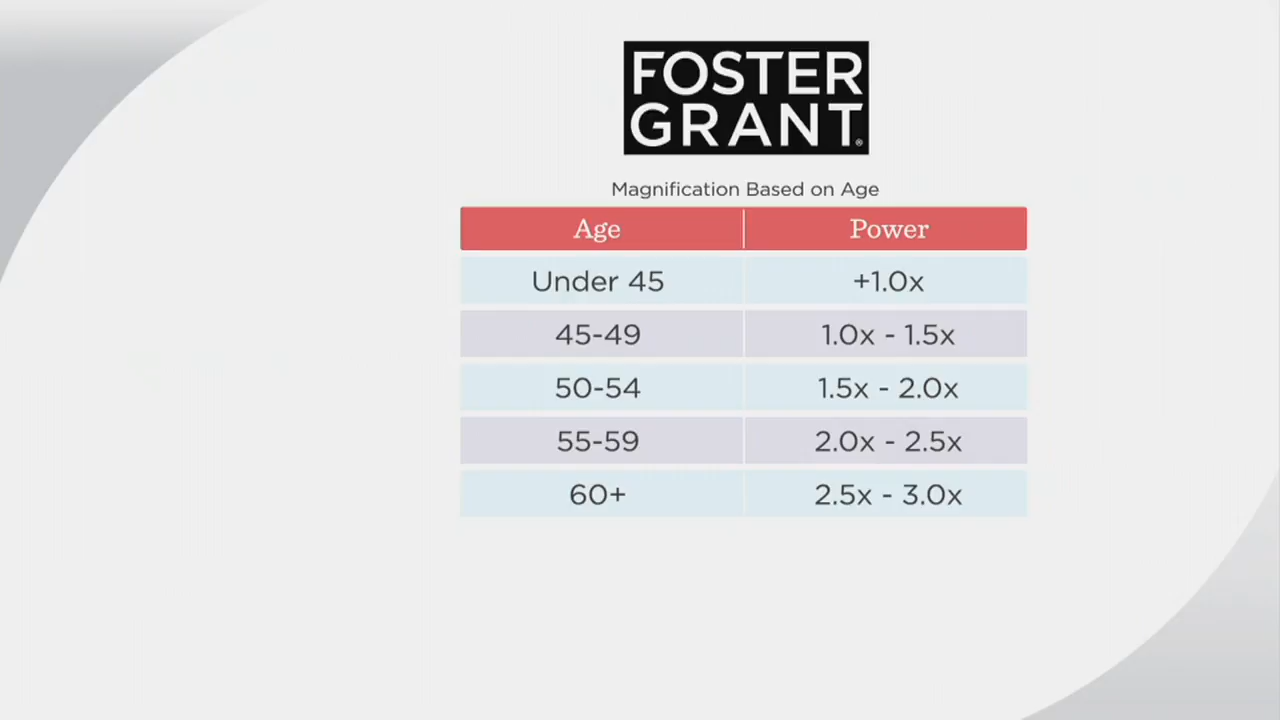 FOSTER
GRANT®
Magnification Based on Age
Age Power
Under 45 +1.0x
45-49 1.0x - 1.5x
50-54 1.5x - 2.0x
55-59 2.0x - 2.5x
60+ 2.5x - 3.0x